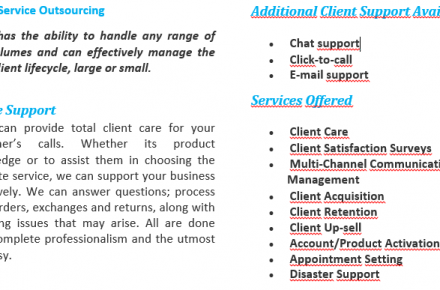 Service Outsourcing
has the ability to handle any range of
olumes and can effectively manage the
lient lifecycle, large or small.
e Support
can provide total client care for your
er's calls. Whether its product
edge or to assist them in choosing the
te service, we can support your business
vely. We can answer questions; process
rders, exchanges and returns, along with
ng issues that may arise. All are done
omplete professionalism and the utmost
sy.
Additional Client Support Avai
• Chat support
• Click-to-call
• E-mail support
Services Offered
• Client Care
• Client Satisfaction Surveys
• Multi-Channel Communicati
Management
• Client Acquisition
• Client Retention
• Client Up-sell
• Account/Product Activation
• Appointment Setting
• Disaster Support